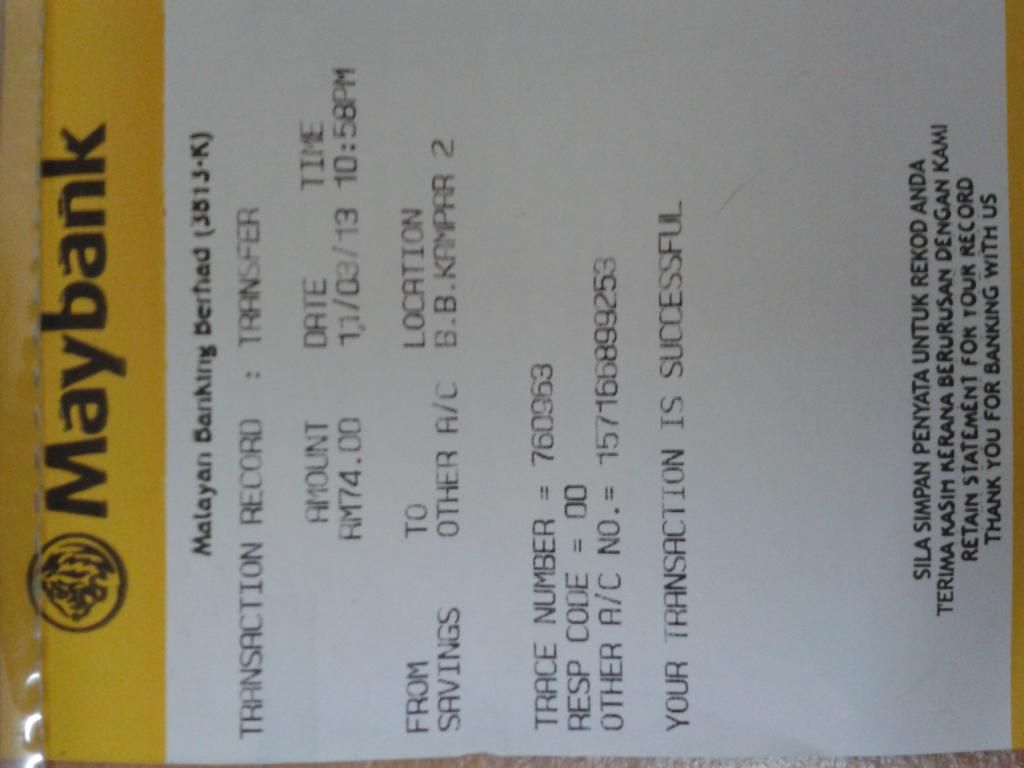 Maybank
Malayan Banking Berhad (3813-K)
TRANSACTION RECORD : TRANSFER
AMOUNT DATE TIME
RM74.00 11/03/13 10:58PM
FROM TO LOCATION
SAVINGS OTHER A/C B.B.KAMPAR 2
TRACE NUMBER = 760963
RESP CODE = 00
OTHER A/C NO.= 157166899253
YOUR TRANSACTION IS SUCCESSFUL
SILA SIMPAN PENYATA UNTUK REKOD ANDA
TERIMA KASIH KERANA BERURUSAN DENGAN KAMI
RETAIN STATEMENT FOR YOUR RECORD
THANK YOU FOR BANKING WITH US